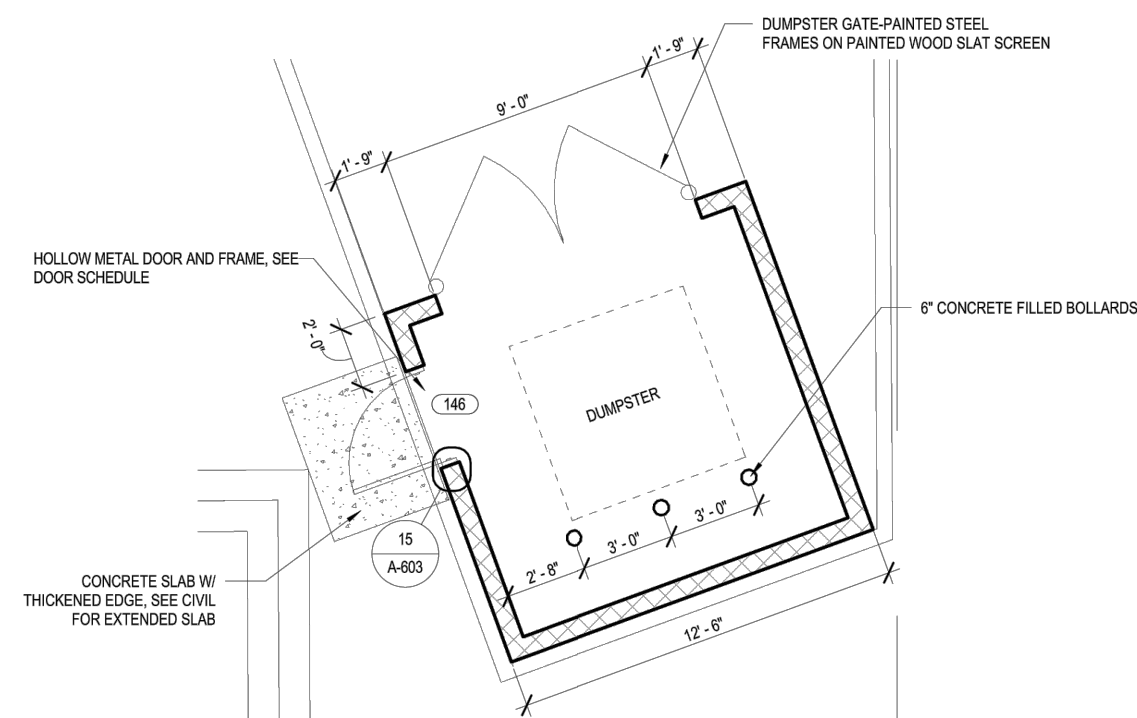 DUMPSTER GATE-PAINTED STEEL
FRAMES ON PAINTED WOOD SLAT SCREEN
1' - 9"
9' - 0"
1' - 9"
HOLLOW METAL DOOR AND FRAME, SEE
DOOR SCHEDULE
2' - 0"
6" CONCRETE FILLED BOLLARDS
146
DUMPSTER
15
A-603
3' - 0"
3' - 0"
2' - 8"
CONCRETE SLAB W/
THICKENED EDGE, SEE CIVIL
FOR EXTENDED SLAB
12' - 6"